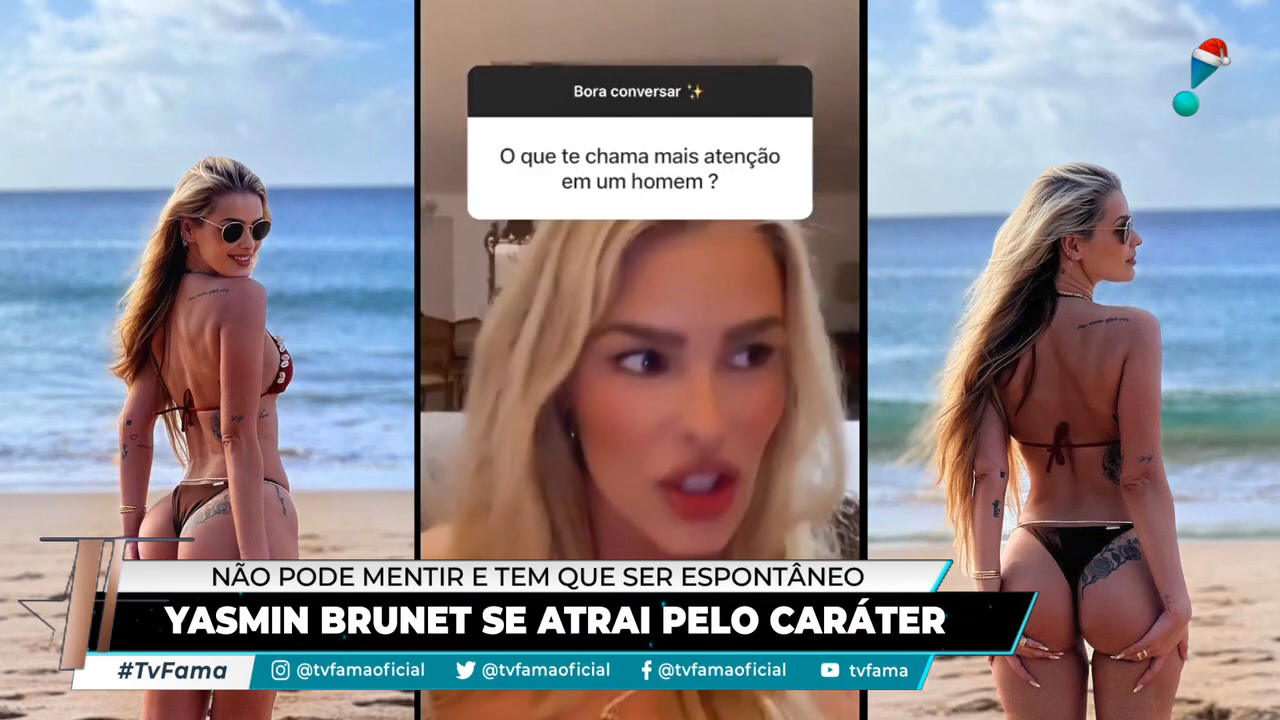 Bora conversar ✨
O que te chama mais atenção
em um homem ?
NÃO PODE MENTIR E TEM QUE SER ESPONTÂNEO
YASMIN BRUNET SE ATRAI PELO CARÁTER
#TvFama @tvfamaoficial @tvfamaoficial @tvfamaoficial tvfama